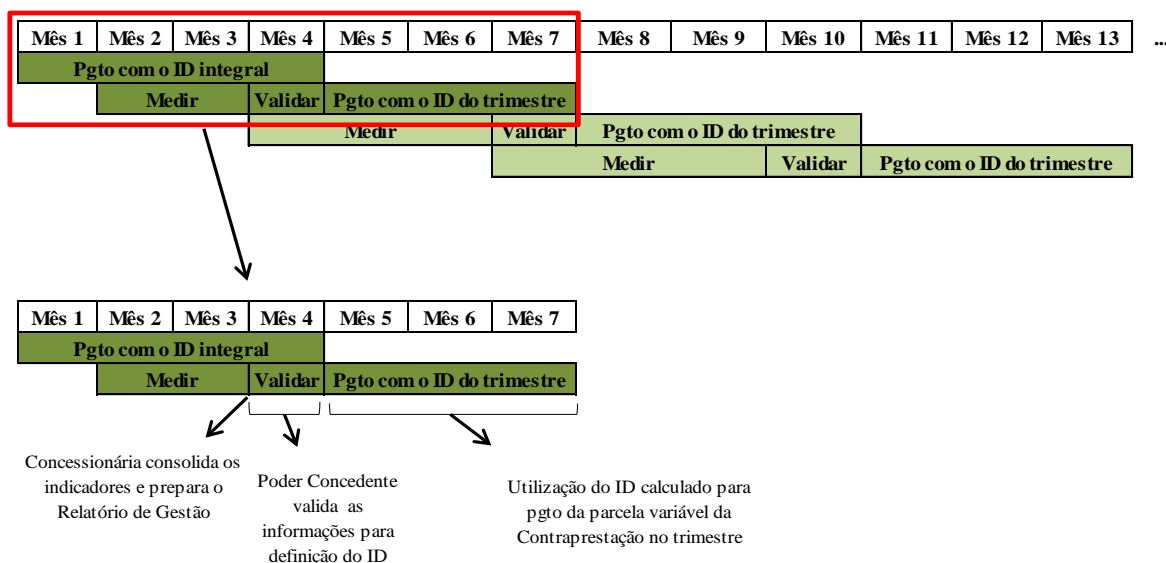 Mês 1 Mês 2 Mês 3 Mês 4 Mês 5 Mês 6 Mês 7 Mês 8 Mês 9 Mês 10 Mês 11 Mês 12 Mês 13 ...
Pgto com o ID integral
Medir Validar Pgto com o ID do trimestre
Medir Validar Pgto com o ID do trimestre
Medir Validar Pgto com o ID do trimestre
Mês 1 Mês 2 Mês 3 Mês 4 Mês 5 Mês 6 Mês 7
Pgto com o ID integral
Medir Validar Pgto com o ID do trimestre
Concessionária consolida os
indicadores e prepara o
Relatório de Gestão
Poder Concedente
valida as
informações para
definição do ID
Utilização do ID calculado para
pgto da parcela variável da
Contraprestação no trimestre